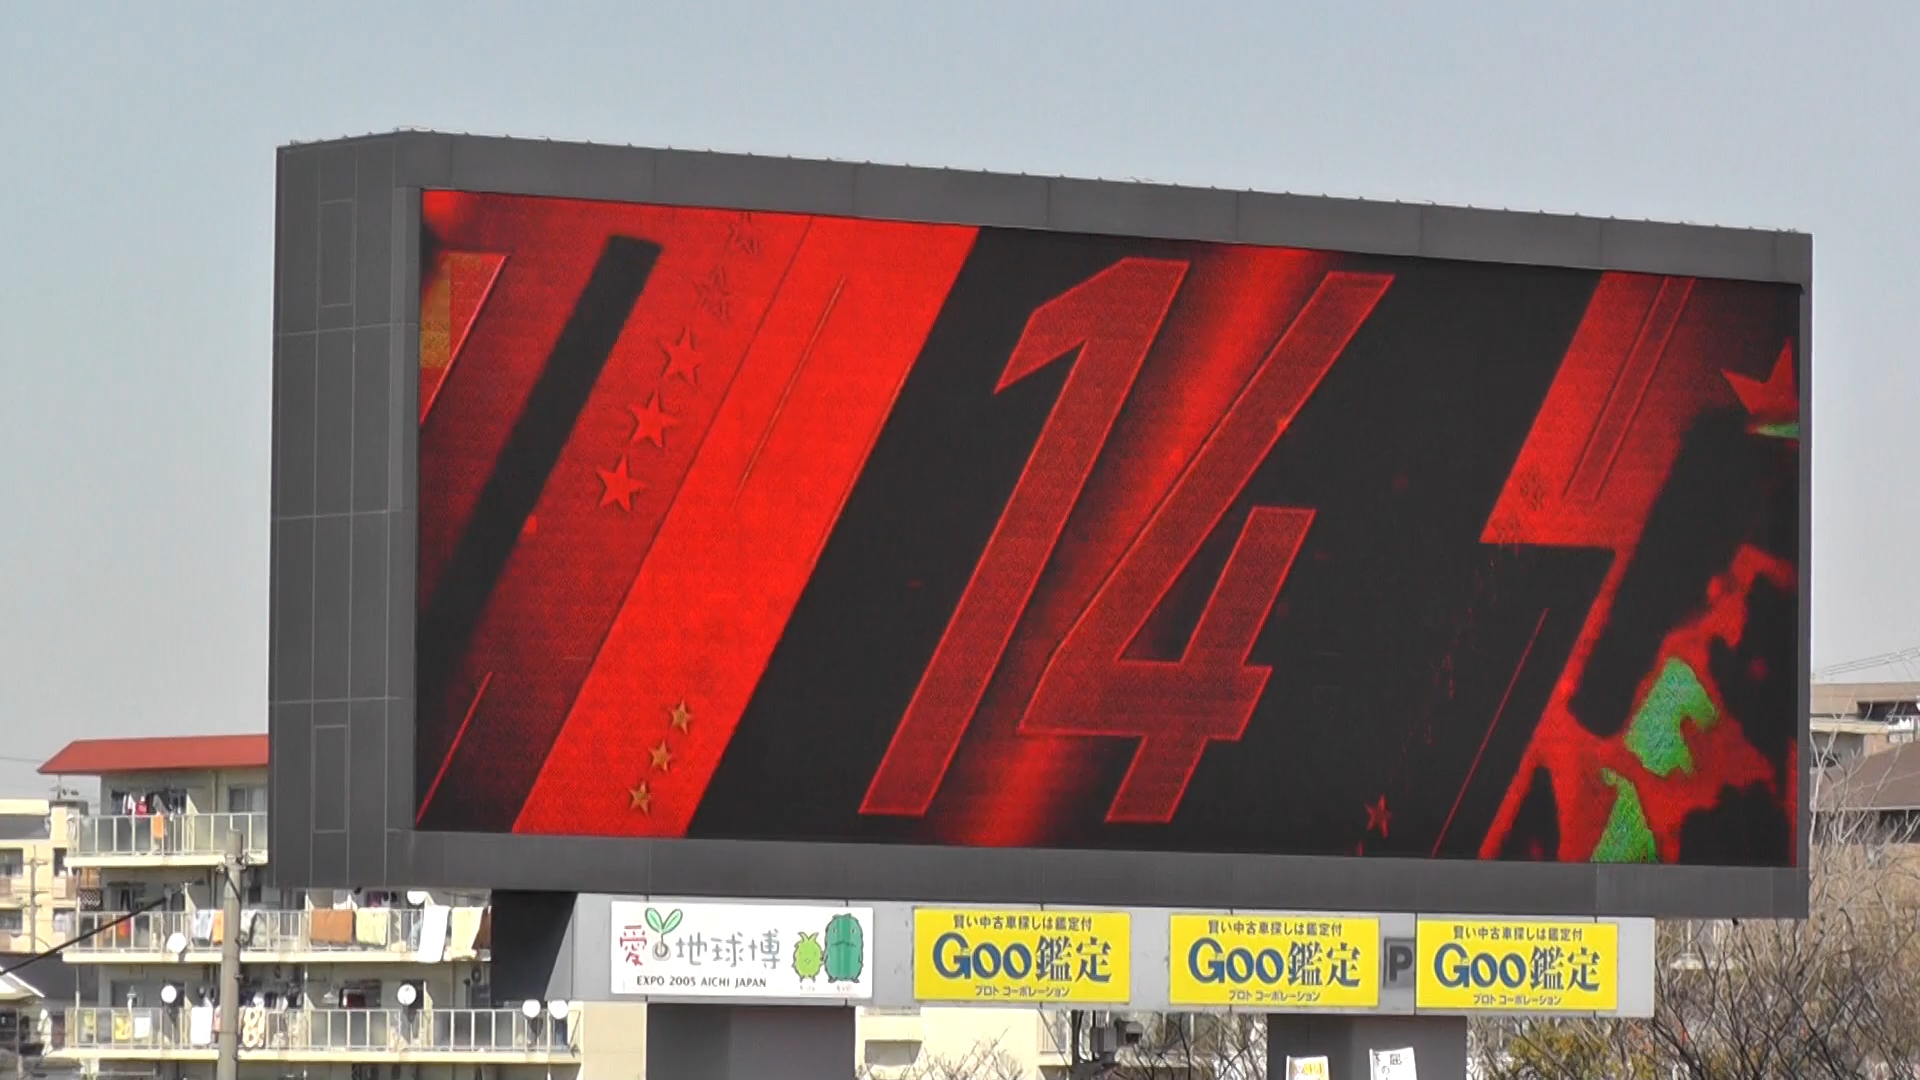 14
愛・地球博
EXPO 2005 AICHI JAPAN
賢い中古車探しは鑑定付
Goo鑑定
プロト コーポレーション
賢い中古車探しは鑑定付
Goo鑑定
プロト コーポレーション
P
賢い中古車探しは鑑定付
Goo鑑定
プロト コーポレーション